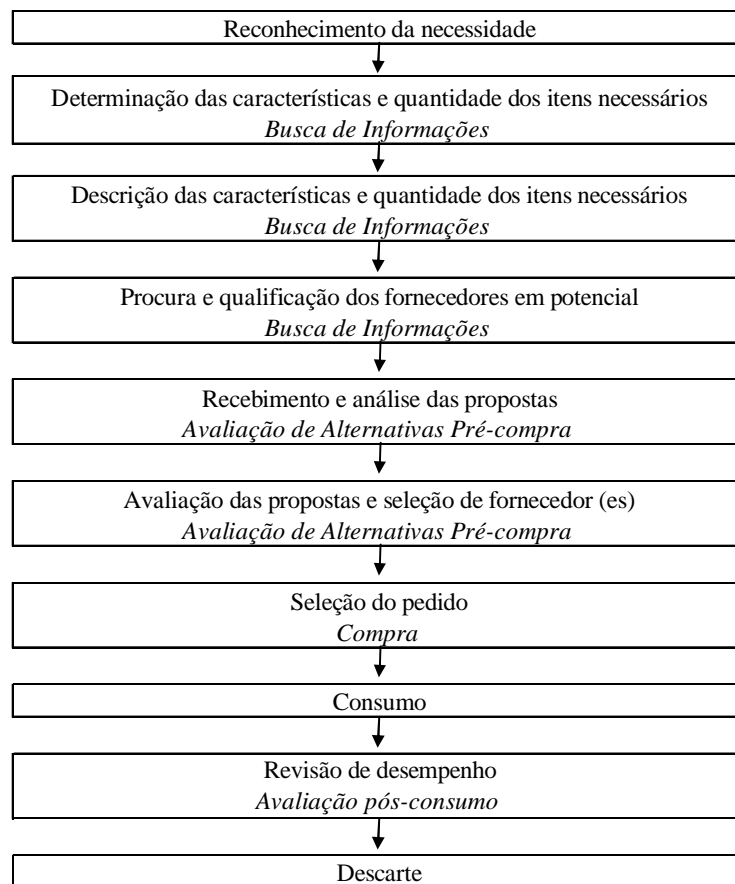 Reconhecimento da necessidade
Determinação das características e quantidade dos itens necessários
Busca de Informações
Descrição das características e quantidade dos itens necessários
Busca de Informações
Procura e qualificação dos fornecedores em potencial
Busca de Informações
Recebimento e análise das propostas
Avaliação de Alternativas Pré-compra
Avaliação das propostas e seleção de fornecedor (es)
Avaliação de Alternativas Pré-compra
Seleção do pedido
Compra
Consumo
Revisão de desempenho
Avaliação pós-consumo
Descarte